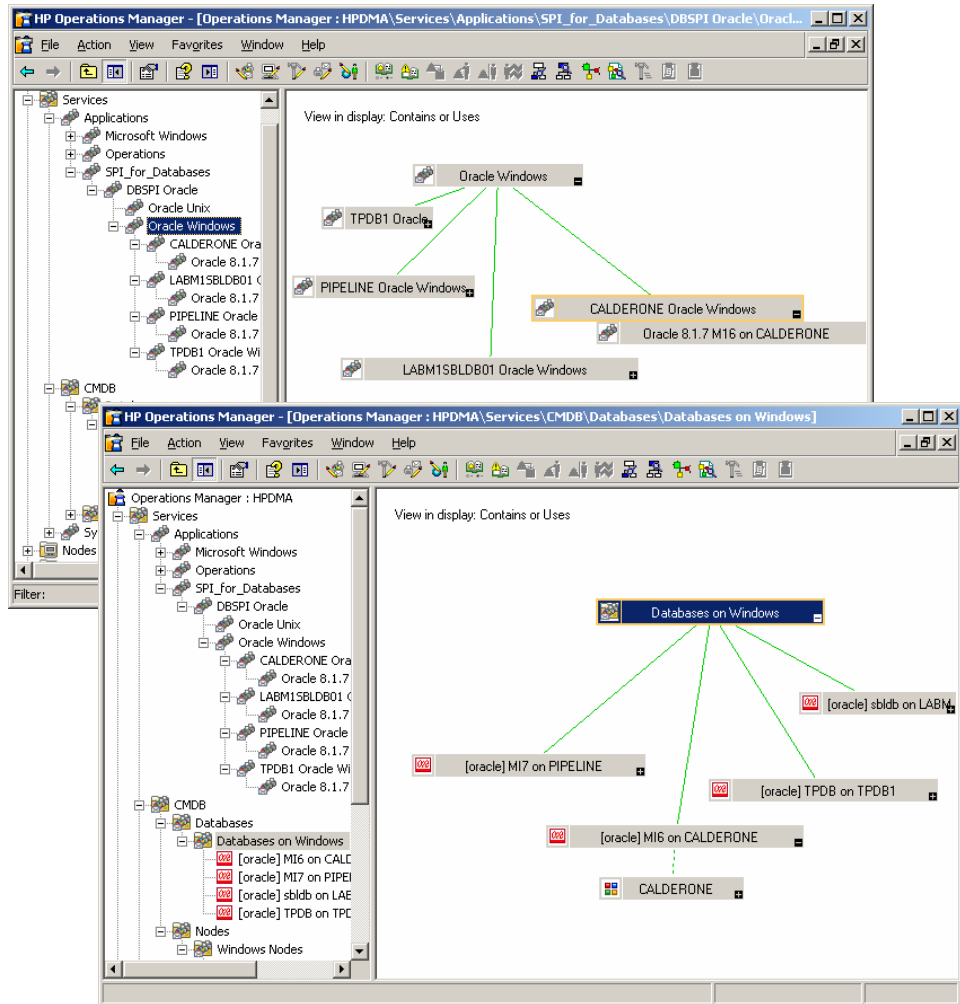 HP Operations Manager - [Operations Manager : HPDMA\Services\Applications\SPI_for_Databases\DBSPI Oracle\Oracl...
File Action View Favorites Window Help
Services
Applications
Microsoft Windows
Operations
SPI_for_Databases
DBSPI Oracle
Oracle Unix
Oracle Windows
CALDERONE Ora
Oracle 8.1.7
LABM1SBLDB01 (
Oracle 8.1.7
PIPELINE Oracle
Oracle 8.1.7
TPDB1 Oracle Wi
Oracle 8.1.7
CMDB
Sy
Nodes
Filter:
View in display: Contains or Uses
Oracle Windows
TPDB1 Oracle
PIPELINE Oracle Windows
CALDERONE Oracle Windows
Oracle 8.1.7 M16 on CALDERONE
LABM1SBLDB01 Oracle Windows
HP Operations Manager - [Operations Manager : HPDMA\Services\CMDB\Databases\Databases on Windows]
File Action View Favorites Window Help
Operations Manager : HPDMA
Services
Applications
Microsoft Windows
Operations
SPI_for_Databases
DBSPI Oracle
Oracle Unix
Oracle Windows
CALDERONE Ora
Oracle 8.1.7
LABM1SBLDB01 (
Oracle 8.1.7
PIPELINE Oracle
Oracle 8.1.7
TPDB1 Oracle Wi
Oracle 8.1.7
CMDB
Databases
Databases on Windows
[oracle] MI6 on CALD
[oracle] MI7 on PIPEI
[oracle] sbldb on LAB
[oracle] TPDB on TPD
Nodes
Windows Nodes
View in display: Contains or Uses
Databases on Windows
[oracle] sbldb on LABM
[oracle] MI7 on PIPELINE
[oracle] TPDB on TPDB1
[oracle] MI6 on CALDERONE
CALDERONE